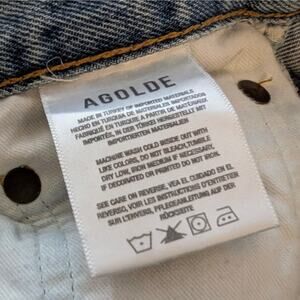 AGOLDE
MADE IN TURKEY OF IMPORTED MATERIALS
HECHO EN TURQUIA DE MATERIALES IMPORTADOS
FABRIQUÉ EN TURQUIE À PARTIR DE MATÉRIAUX
IMPORTÉS, IN DER TÜRKEI HERGESTELLT MIT
IMPORTIERTEN MATERIALIEN
MACHINE WASH COLD INSIDE OUT WITH
LIKE COLORS, DO NOT BLEACH, TUMBLE
DRY LOW, IRON MEDIUM IF NECESSARY.
IF DECORATED OR PRINTED DO NOT IRON.
SEE CARE ON REVERSE, VEA EL CUIDADO EN EL
REVERSO, VOIR LES INSTRUCTIONS D'ENTRETIEN
SUR L'ENVERS, PFLEGEANLEITUNG AUF DER
RÜCKSEITE